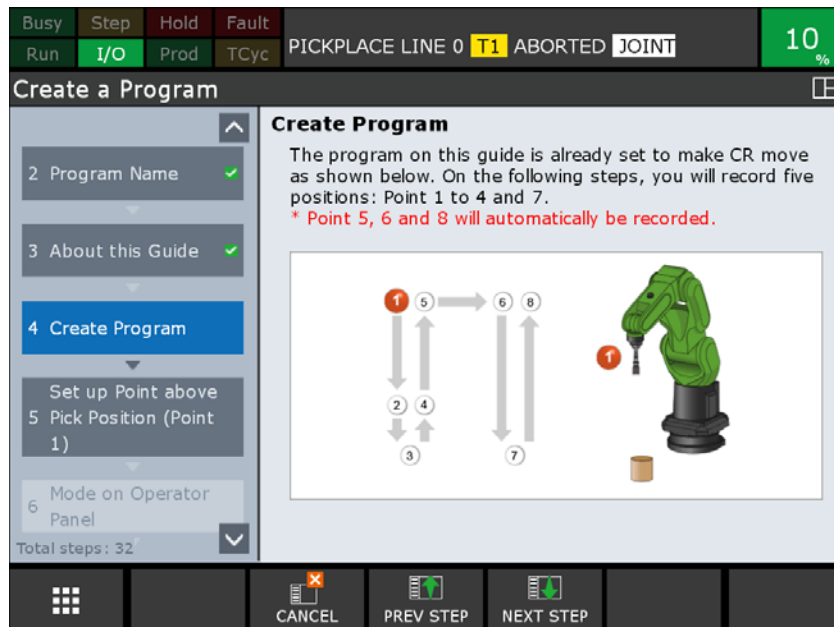 Busy Step Hold Fault
Run I/O Prod TCyc
PICKPLACE LINE 0 T1 ABORTED JOINT
10
%
Create a Program
2 Program Name
3 About this Guide
4 Create Program
5 Set up Point above
Pick Position (Point
1)
6 Mode on Operator
Panel
Total steps: 32
Create Program
The program on this guide is already set to make CR move
as shown below. On the following steps, you will record five
positions: Point 1 to 4 and 7.
* Point 5, 6 and 8 will automatically be recorded.
1 5 6 8
1
2 4
3 7
CANCEL PREV STEP NEXT STEP